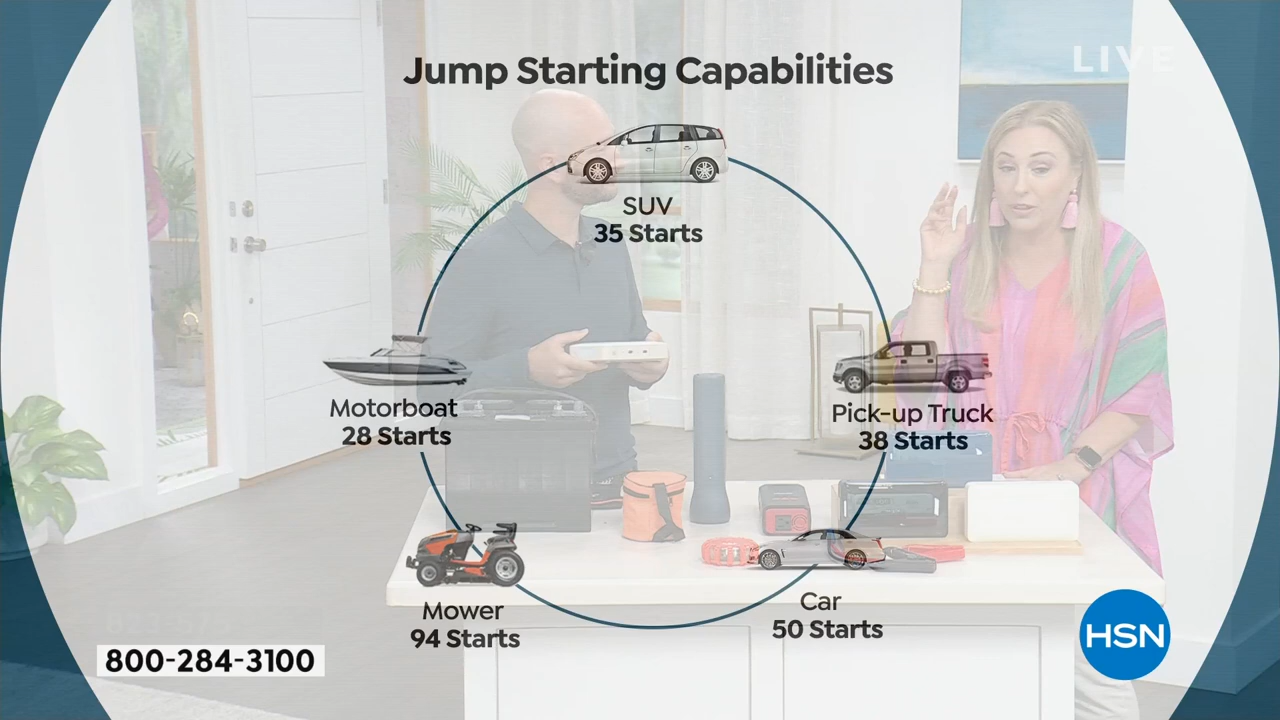 LIVE
Jump Starting Capabilities
SUV
35 Starts
Motorboat
28 Starts
Pick-up Truck
38 Starts
Mower
94 Starts
Car
50 Starts
800-284-3100
HSN